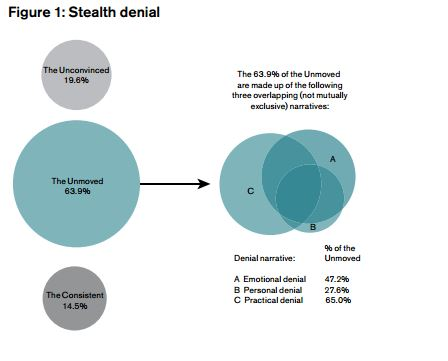 Figure 1: Stealth denial
The Unconvinced
19.6%
The Unmoved
63.9%
The Consistent
14.5%
The 63.9% of the Unmoved
are made up of the following
three overlapping (not mutually
exclusive) narratives:
A
B
C
% of the
Denial narrative: Unmoved
A Emotional denial 47.2%
B Personal denial 27.6%
C Practical denial 65.0%